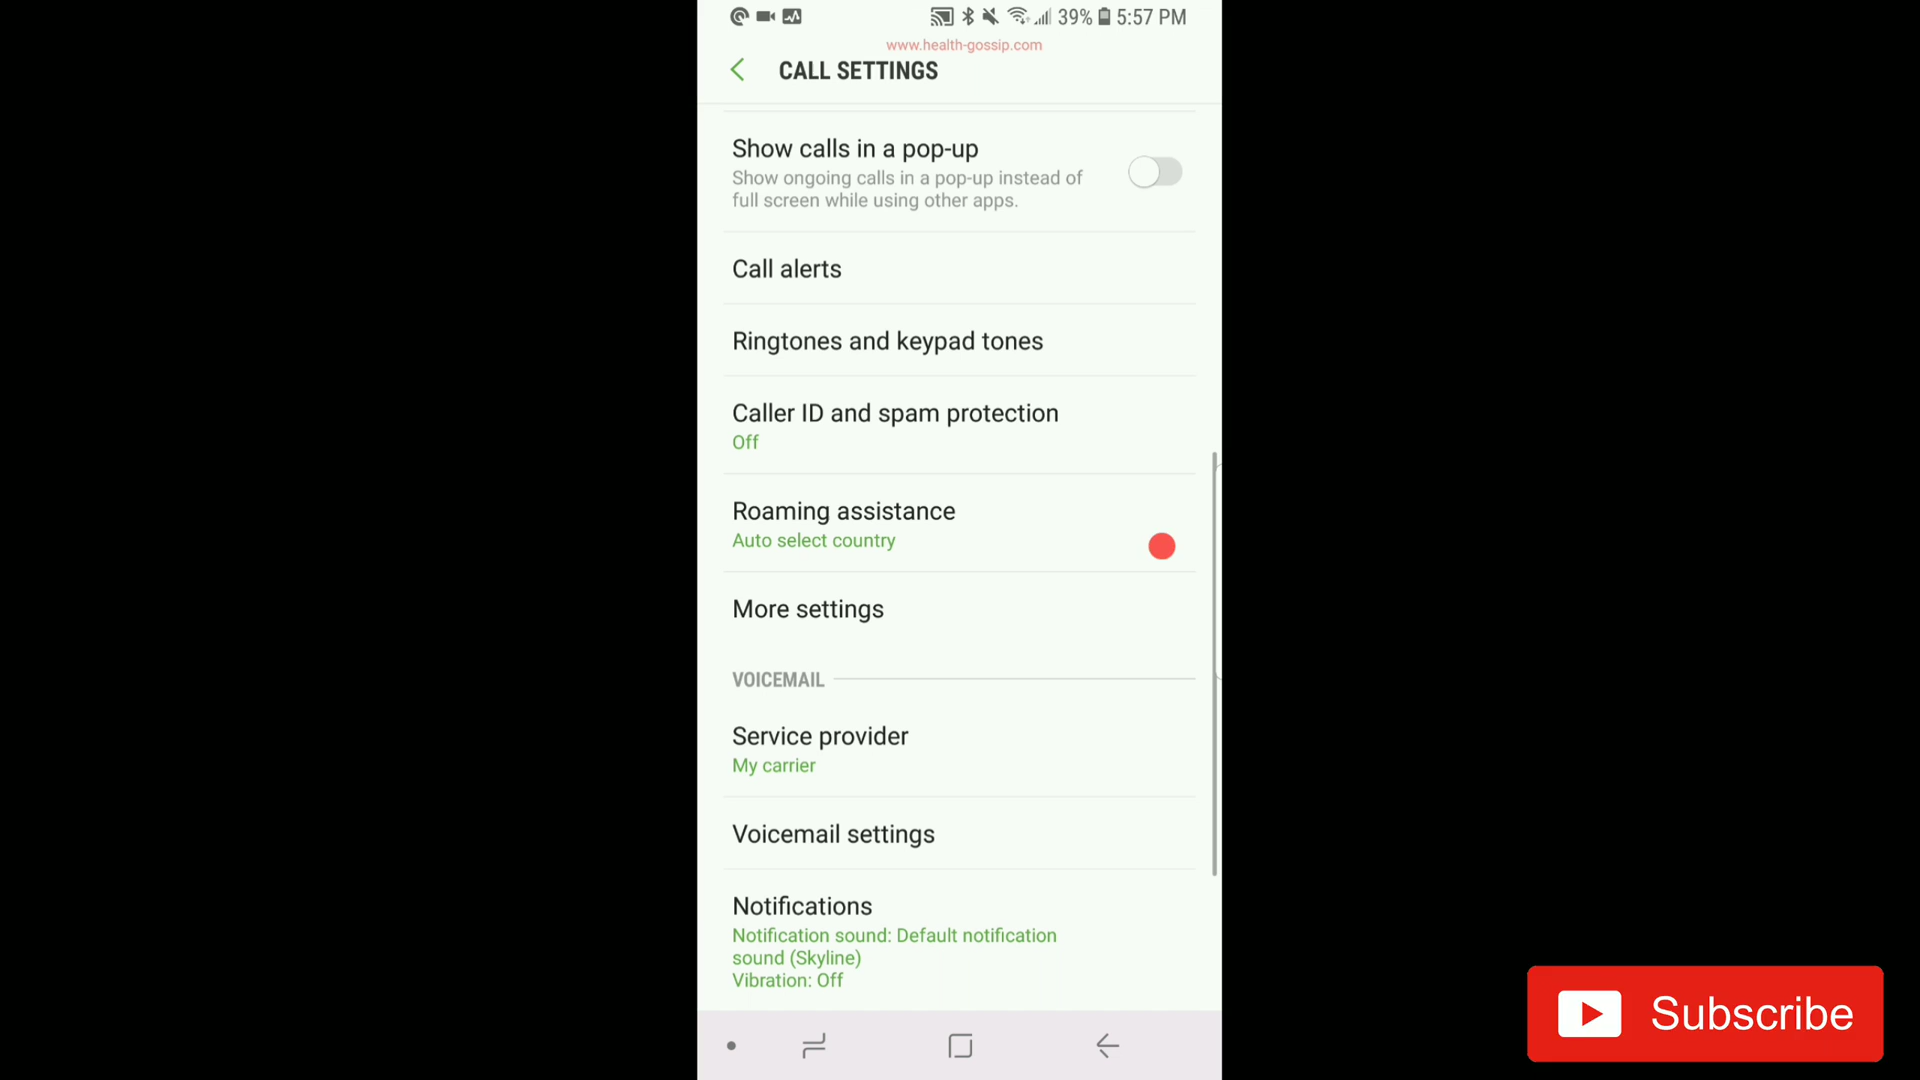 39% 5:57 PM
www.health-gossip.com
CALL SETTINGS
Show calls in a pop-up
Show ongoing calls in a pop-up instead of
full screen while using other apps.
Call alerts
Ringtones and keypad tones
Caller ID and spam protection
Off
Roaming assistance
Auto select country
More settings
VOICEMAIL
Service provider
My carrier
Voicemail settings
Notifications
Notification sound: Default notification
sound (Skyline)
Vibration: Off
Subscribe